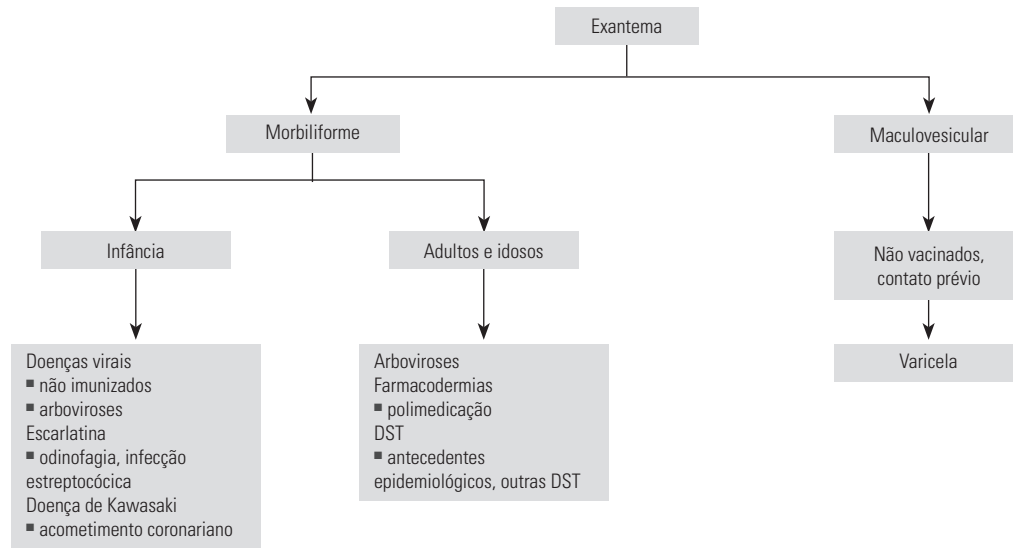 Exantema
Morbiliforme
Maculovesicular
Infância
Adultos e idosos
Não vacinados,
contato prévio
Doenças virais
▪ não imunizados
▪ arboviroses
Escarlatina
▪ odinofagia, infecção
estreptocócica
Doença de Kawasaki
▪ acometimento coronariano
Arboviroses
Farmacodermias
▪ polimedicação
DST
▪ antecedentes
epidemiológicos, outras DST
Varicela